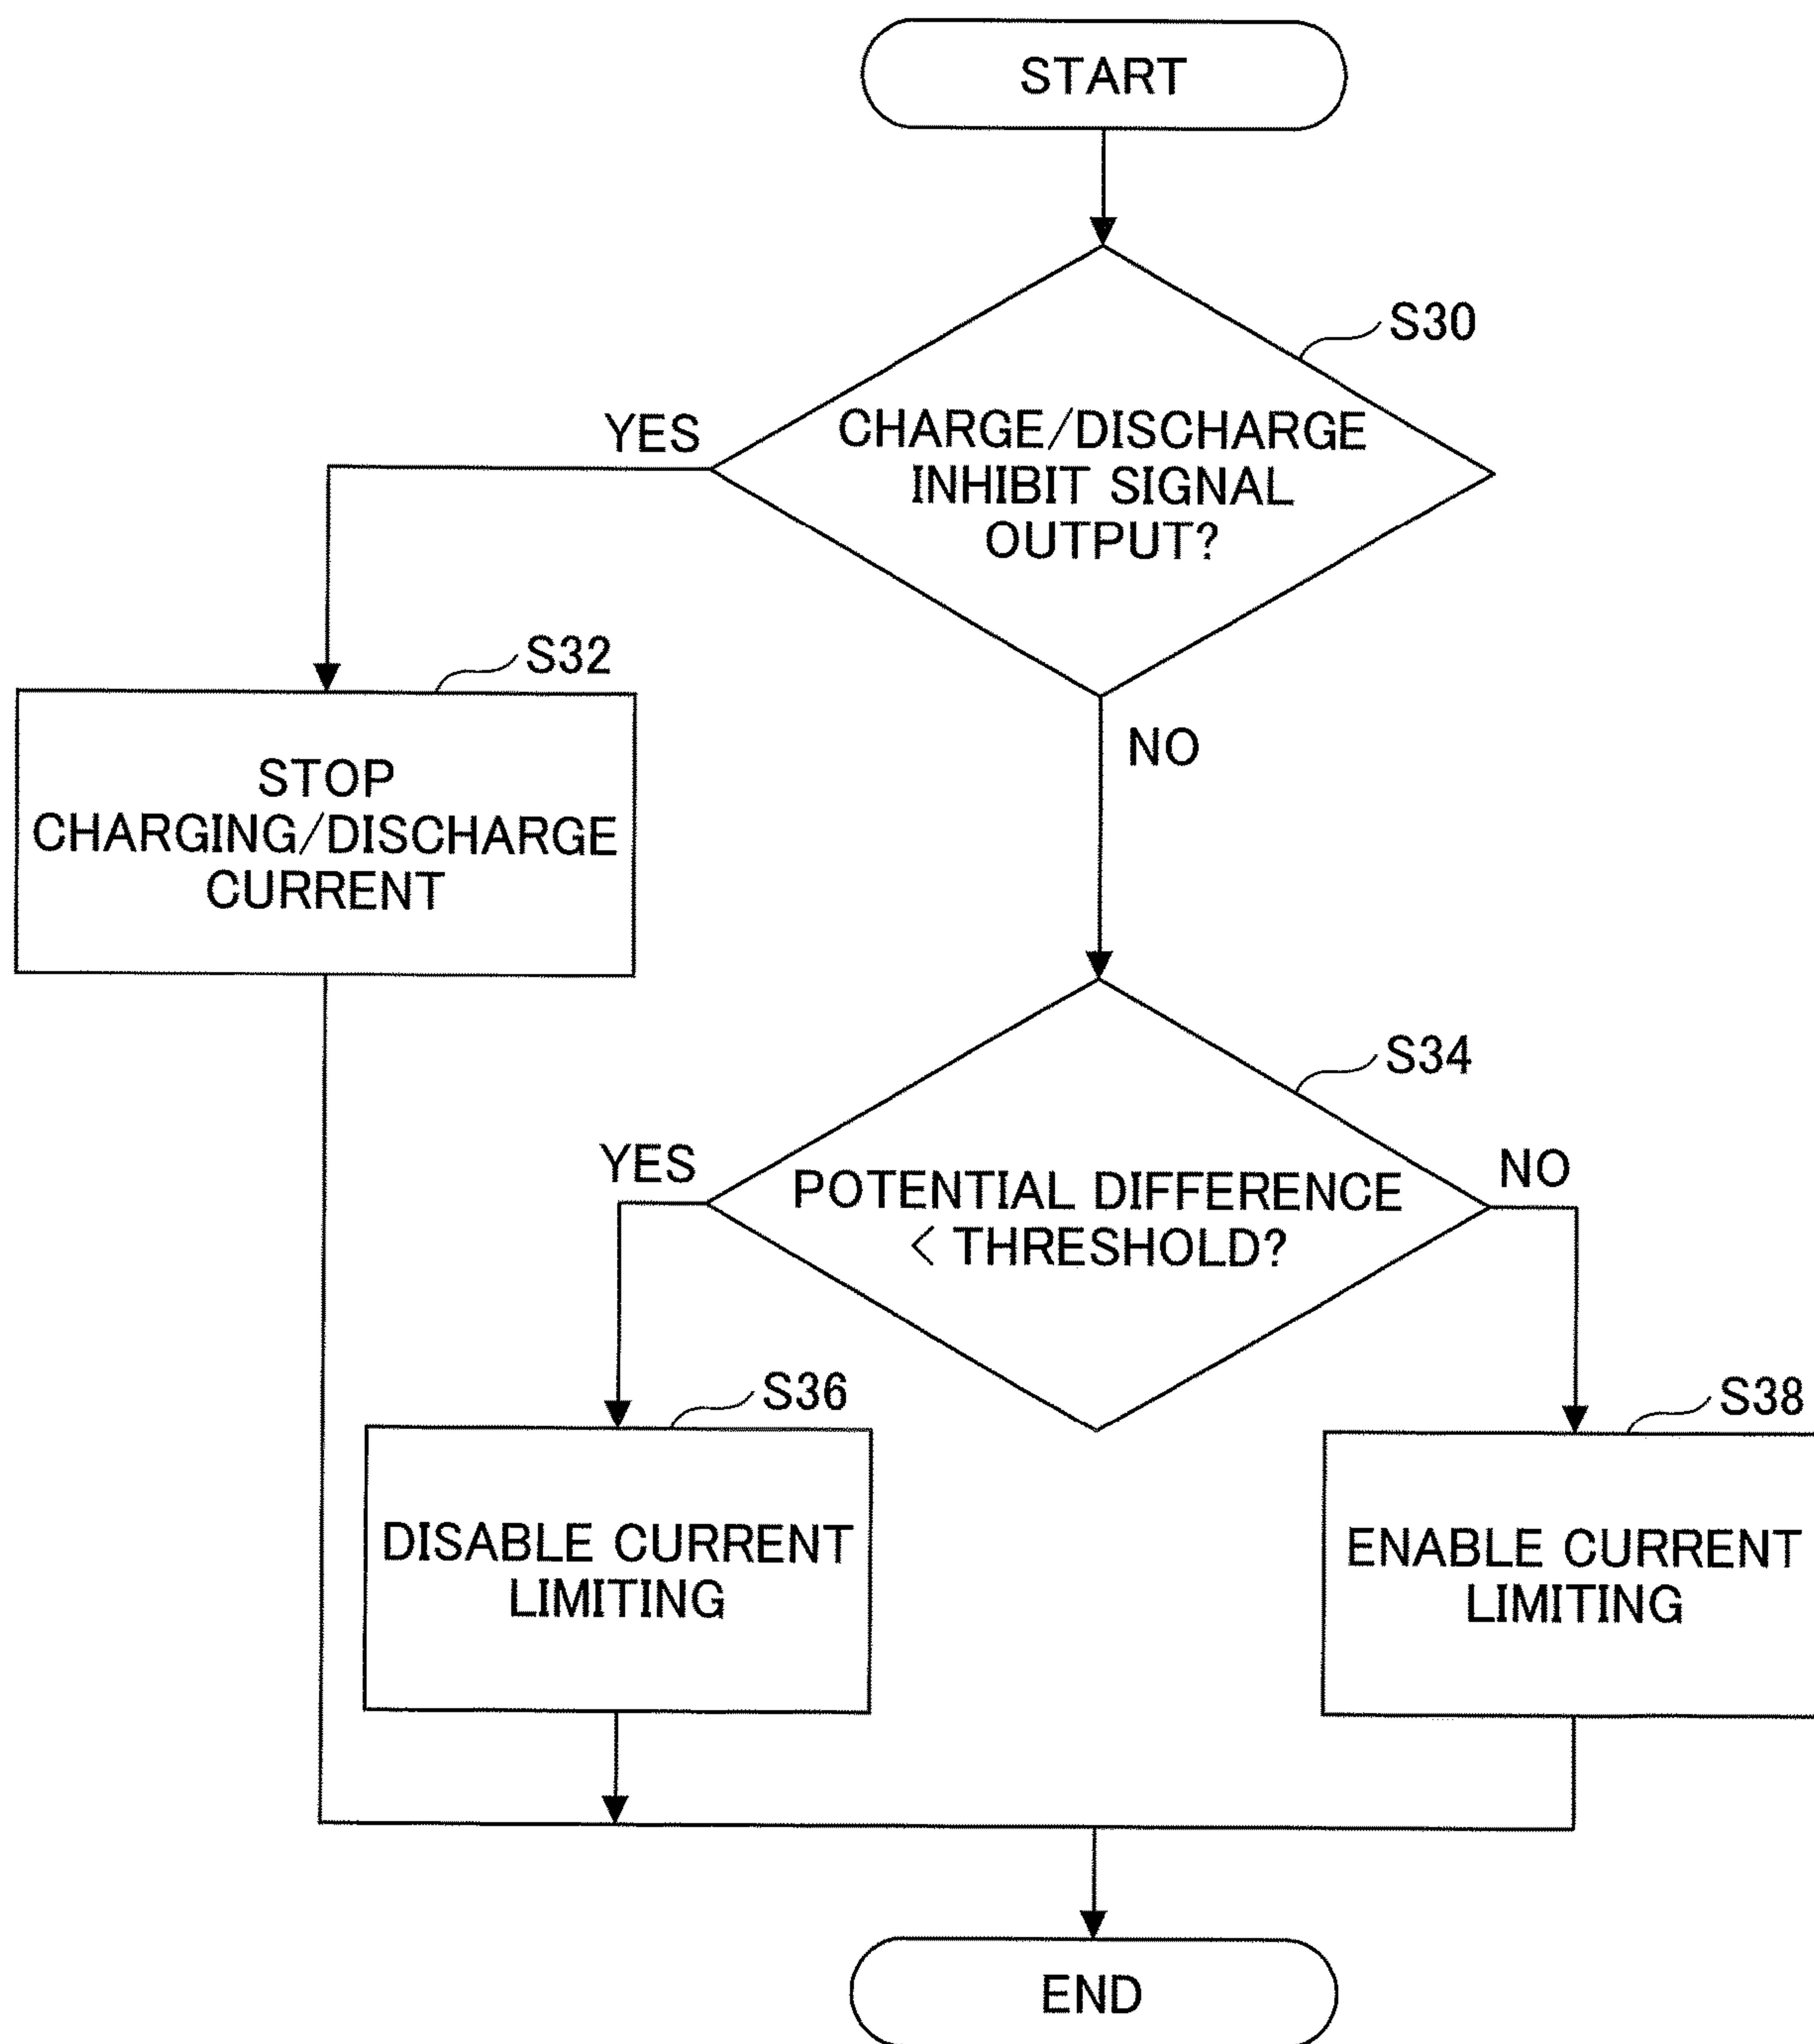 START
S30
YES
CHARGE/DISCHARGE
INHIBIT SIGNAL
OUTPUT?
S32
NO
STOP
CHARGING/DISCHARGE
CURRENT
S34
YES
NO
POTENTIAL DIFFERENCE
< THRESHOLD?
S36
S38
DISABLE CURRENT
LIMITING
ENABLE CURRENT
LIMITING
END